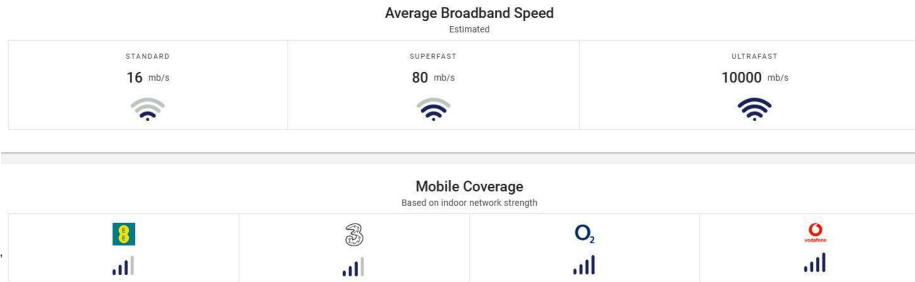 Average Broadband Speed
Estimated
STANDARD
16 mb/s
SUPERFAST
80 mb/s
ULTRAFAST
10000 mb/s
Mobile Coverage
Based on indoor network strength
EE
3
O2
vodafone